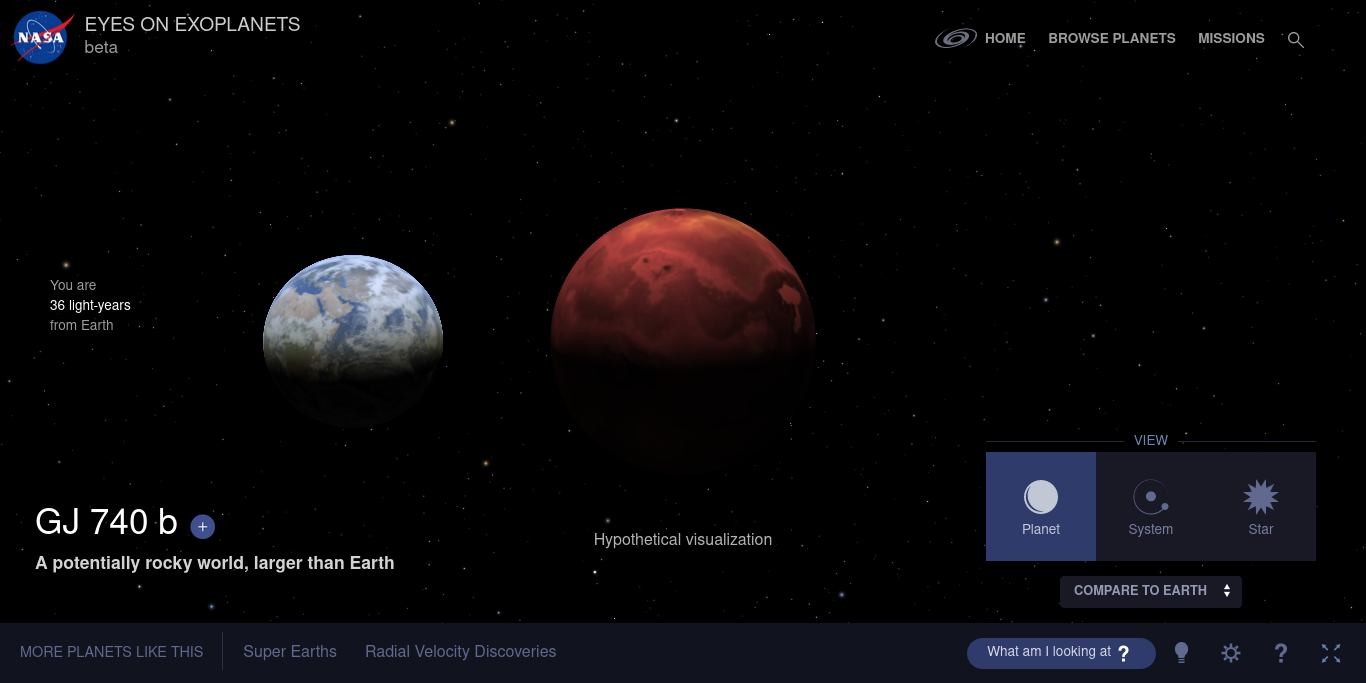 NASA
EYES ON EXOPLANETS
beta
HOME
BROWSE PLANETS
MISSIONS
You are
36 light-years
from Earth
GJ 740 b +
A potentially rocky world, larger than Earth
Hypothetical visualization
VIEW
Planet
System
Star
COMPARE TO EARTH
MORE PLANETS LIKE THIS
Super Earths
Radial Velocity Discoveries
What am I looking at ?
?